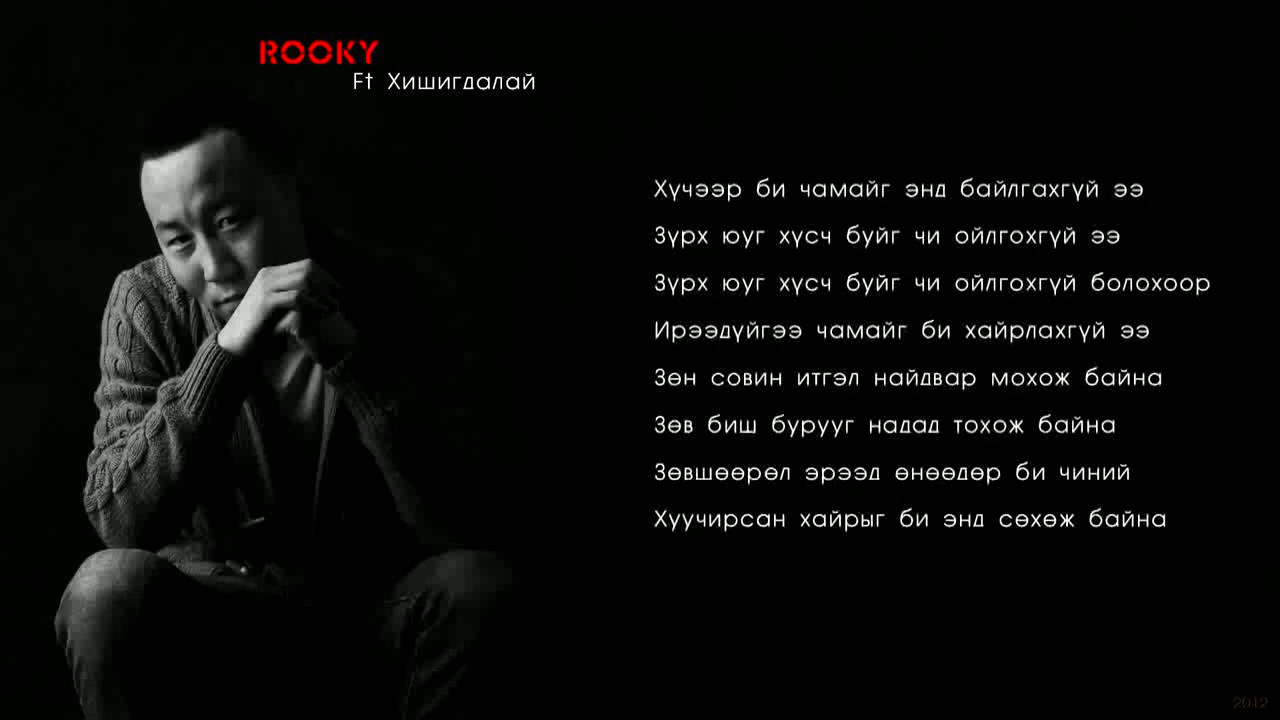 ROOKY
Ft Хишигдалай
Хүчээр би чамайг энд байлгахгүй ээ
Зүрх юуг хүсч буйг чи ойлгохгүй ээ
Зүрх юуг хүсч буйг чи ойлгохгүй болохоор
Ирээдүйгээ чамайг би хайрлахгүй ээ
Зөн совин итгэл найдвар мохож байна
Зөв биш бурууг надад тохож байна
Зөвшөөрөл эрээд өнөөдөр би чиний
Хуучирсан хайрыг би энд сөхөж байна
2012